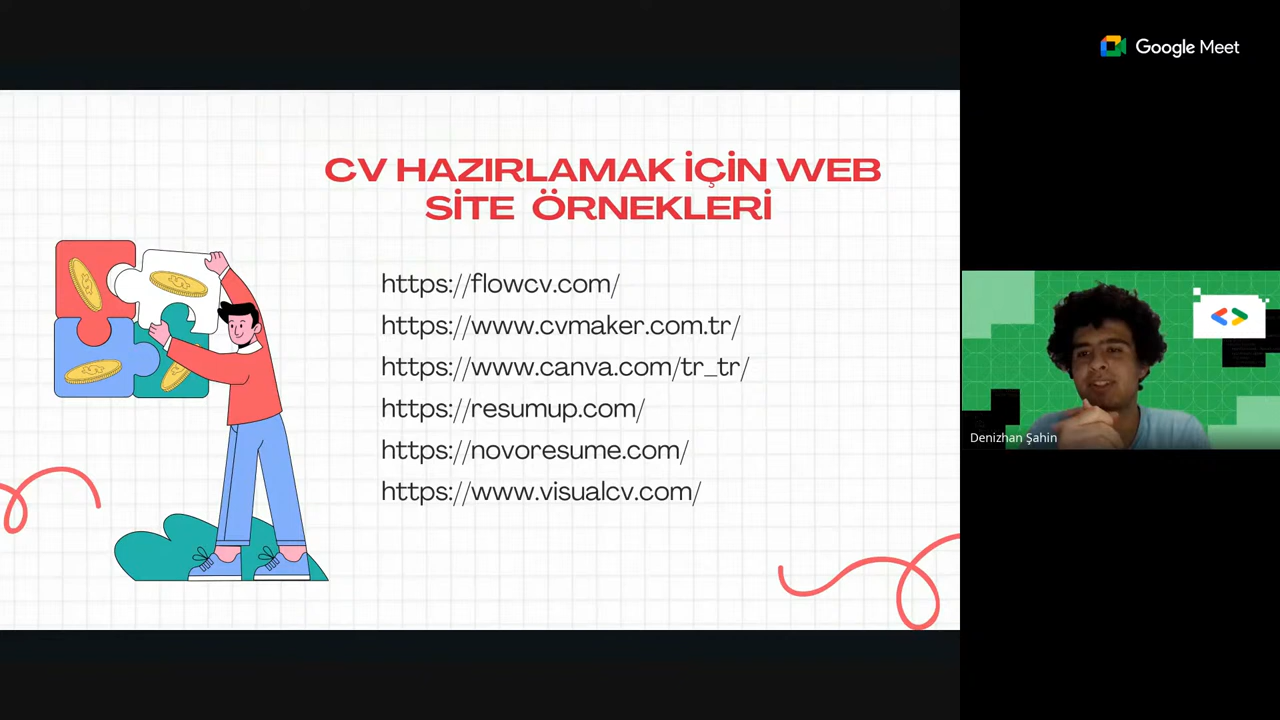 CV HAZIRLAMAK İÇİN WEB
SİTE ÖRNEKLERİ
https://flowcv.com/
https://www.cvmaker.com.tr/
https://www.canva.com/tr_tr/
https://resumup.com/
https://novoresume.com/
https://www.visualcv.com/
Google Meet
Denizhan Şahin